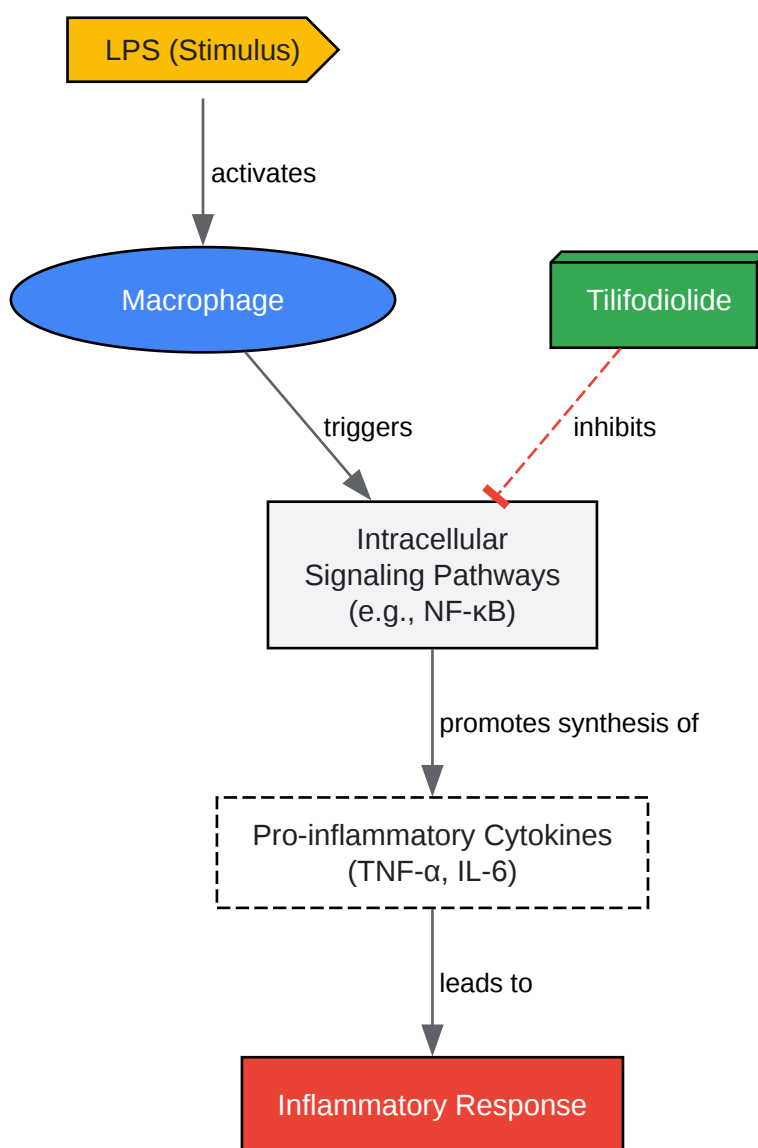 LPS (Stimulus)
activates
Macrophage
Tilifodiolide
triggers
inhibits
Intracellular
Signaling Pathways
(e.g., NF-κB)
promotes synthesis of
Pro-inflammatory Cytokines
(TNF-α, IL-6)
leads to
Inflammatory Response